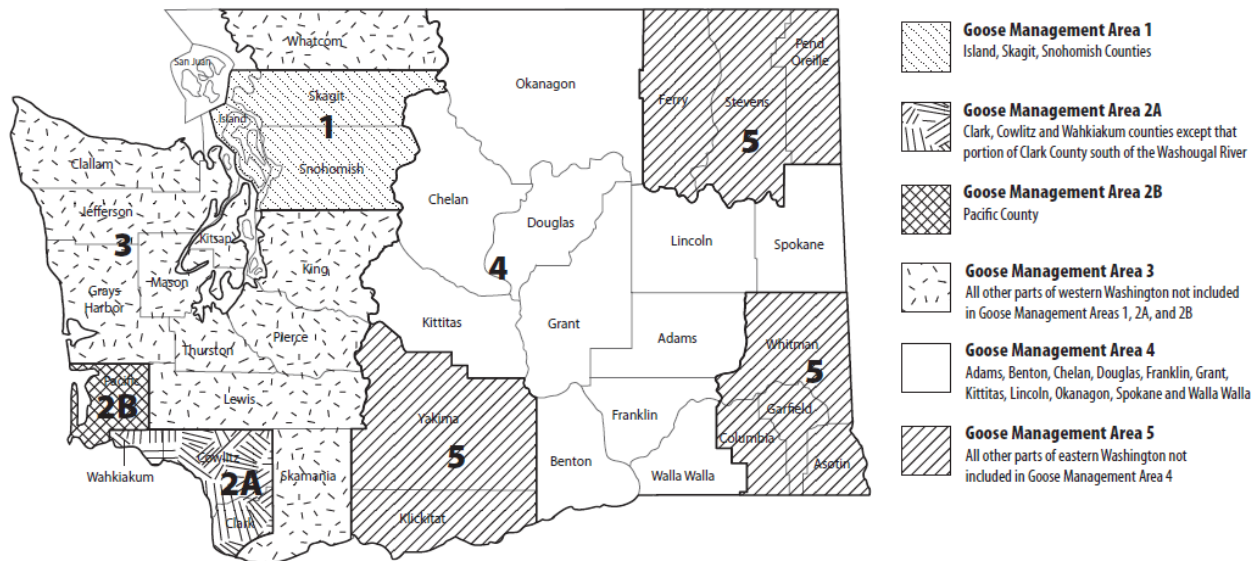 Whatcom
San Juan
Skagit
Island
1
Snohomish
Clallam
Jefferson
Kitsap
3
Mason
King
Grays
Harbor
Thurston
Pierce
Pacific
2B
Lewis
Wahkiakum
Cowlitz
2A
Clark
Skamania
Okanagon
Chelan
Douglas
4
Kittitas
Grant
Lincoln
Spokane
Adams
Franklin
Benton
Walla Walla
Ferry
Stevens
Pend
Oreille
5
Yakima
5
Klickitat
Whitman
5
Garfield
Columbia
Asotin
Goose Management Area 1
Island, Skagit, Snohomish Counties
Goose Management Area 2A
Clark, Cowlitz and Wahkiakum counties except that
portion of Clark County south of the Washougal River
Goose Management Area 2B
Pacific County
Goose Management Area 3
All other parts of western Washington not included
in Goose Management Areas 1, 2A, and 2B
Goose Management Area 4
Adams, Benton, Chelan, Douglas, Franklin, Grant,
Kittitas, Lincoln, Okanagon, Spokane and Walla Walla
Goose Management Area 5
All other parts of eastern Washington not
included in Goose Management Area 4